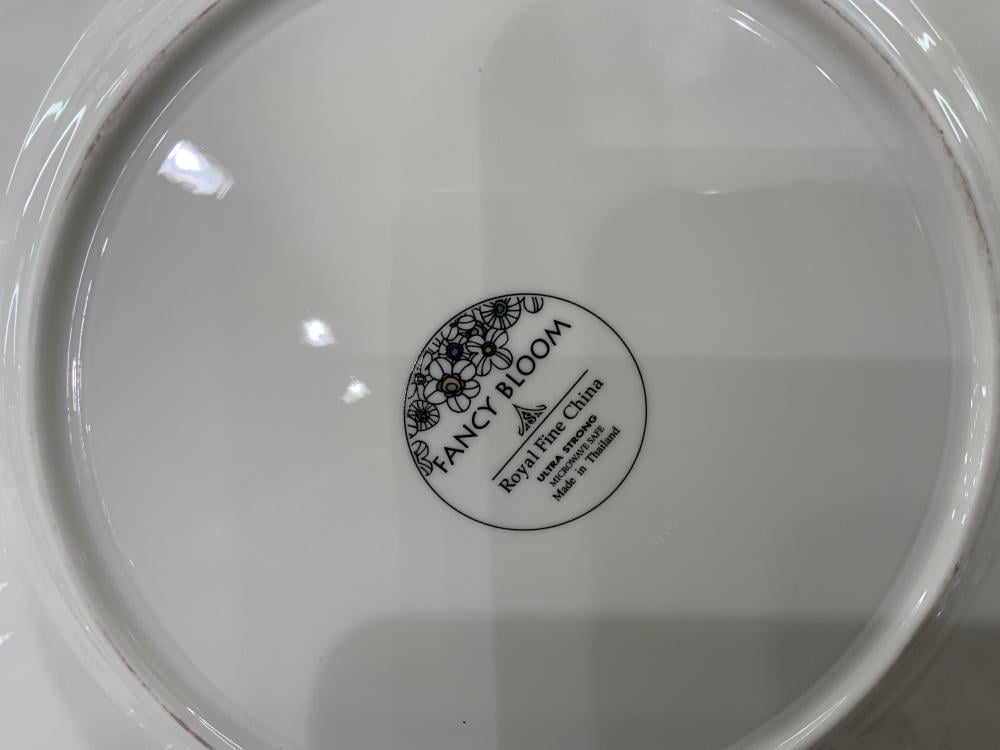 FANCY BLOOM
Royal Fine China
ULTRA STRONG
MICROWAVE SAFE
Made in Thailand